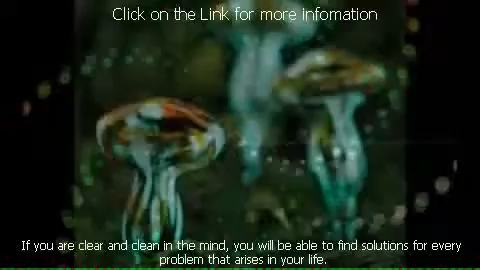 Click on the Link for more infomation
If you are clear and clean in the mind, you will be able to find solutions for every
problem that arises in your life.